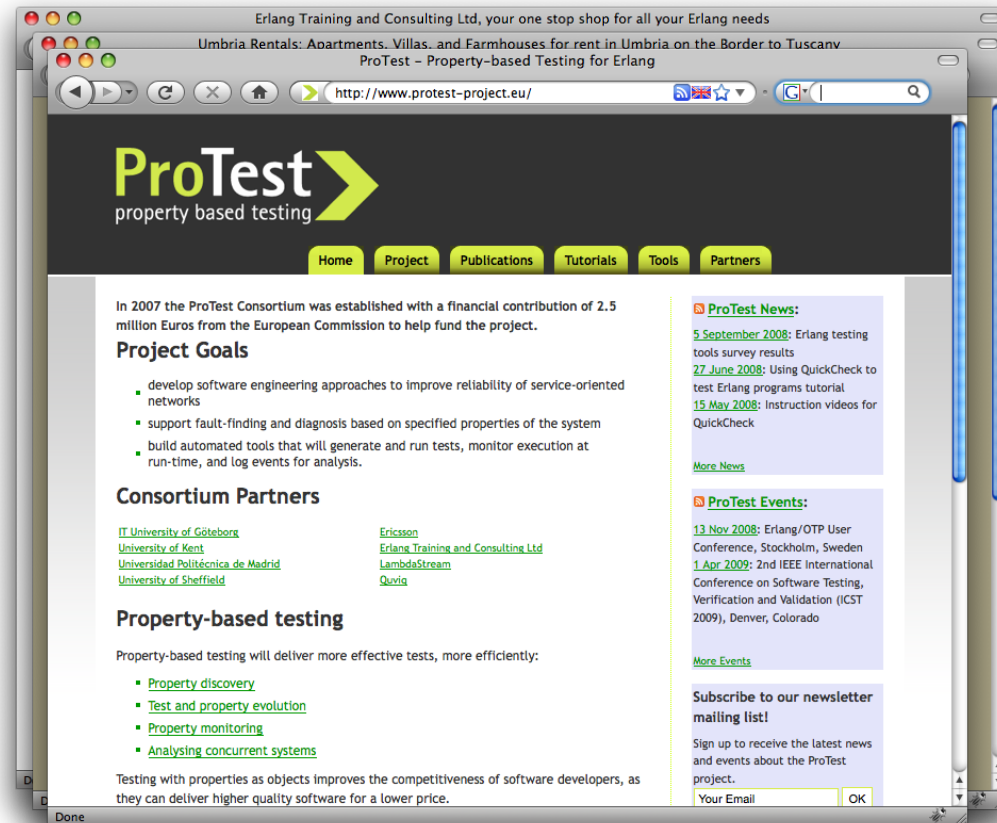 Erlang Training and Consulting Ltd, your one stop shop for all your Erlang needs
Umbria Rentals: Apartments, Villas, and Farmhouses for rent in Umbria on the Border to Tuscany
ProTest – Property-based Testing for Erlang
http://www.protest-project.eu/
G
ProTest
property based testing
Home Project Publications Tutorials Tools Partners
In 2007 the ProTest Consortium was established with a financial contribution of 2.5
million Euros from the European Commission to help fund the project.
Project Goals
develop software engineering approaches to improve reliability of service-oriented
networks
support fault-finding and diagnosis based on specified properties of the system
build automated tools that will generate and run tests, monitor execution at
run-time, and log events for analysis.
Consortium Partners
IT University of Göteborg
University of Kent
Universidad Politécnica de Madrid
University of Sheffield
Ericsson
Erlang Training and Consulting Ltd
LambdaStream
Quviq
Property-based testing
Property-based testing will deliver more effective tests, more efficiently:
Property discovery
Test and property evolution
Property monitoring
Analysing concurrent systems
Testing with properties as objects improves the competitiveness of software developers, as
they can deliver higher quality software for a lower price.
ProTest News:
5 September 2008: Erlang testing
tools survey results
27 June 2008: Using QuickCheck to
test Erlang programs tutorial
15 May 2008: Instruction videos for
QuickCheck
More News
ProTest Events:
13 Nov 2008: Erlang/OTP User
Conference, Stockholm, Sweden
1 Apr 2009: 2nd IEEE International
Conference on Software Testing,
Verification and Validation (ICST
2009), Denver, Colorado
More Events
Subscribe to our newsletter
mailing list!
Sign up to receive the latest news
and events about the ProTest
project.
Your Email OK
Done